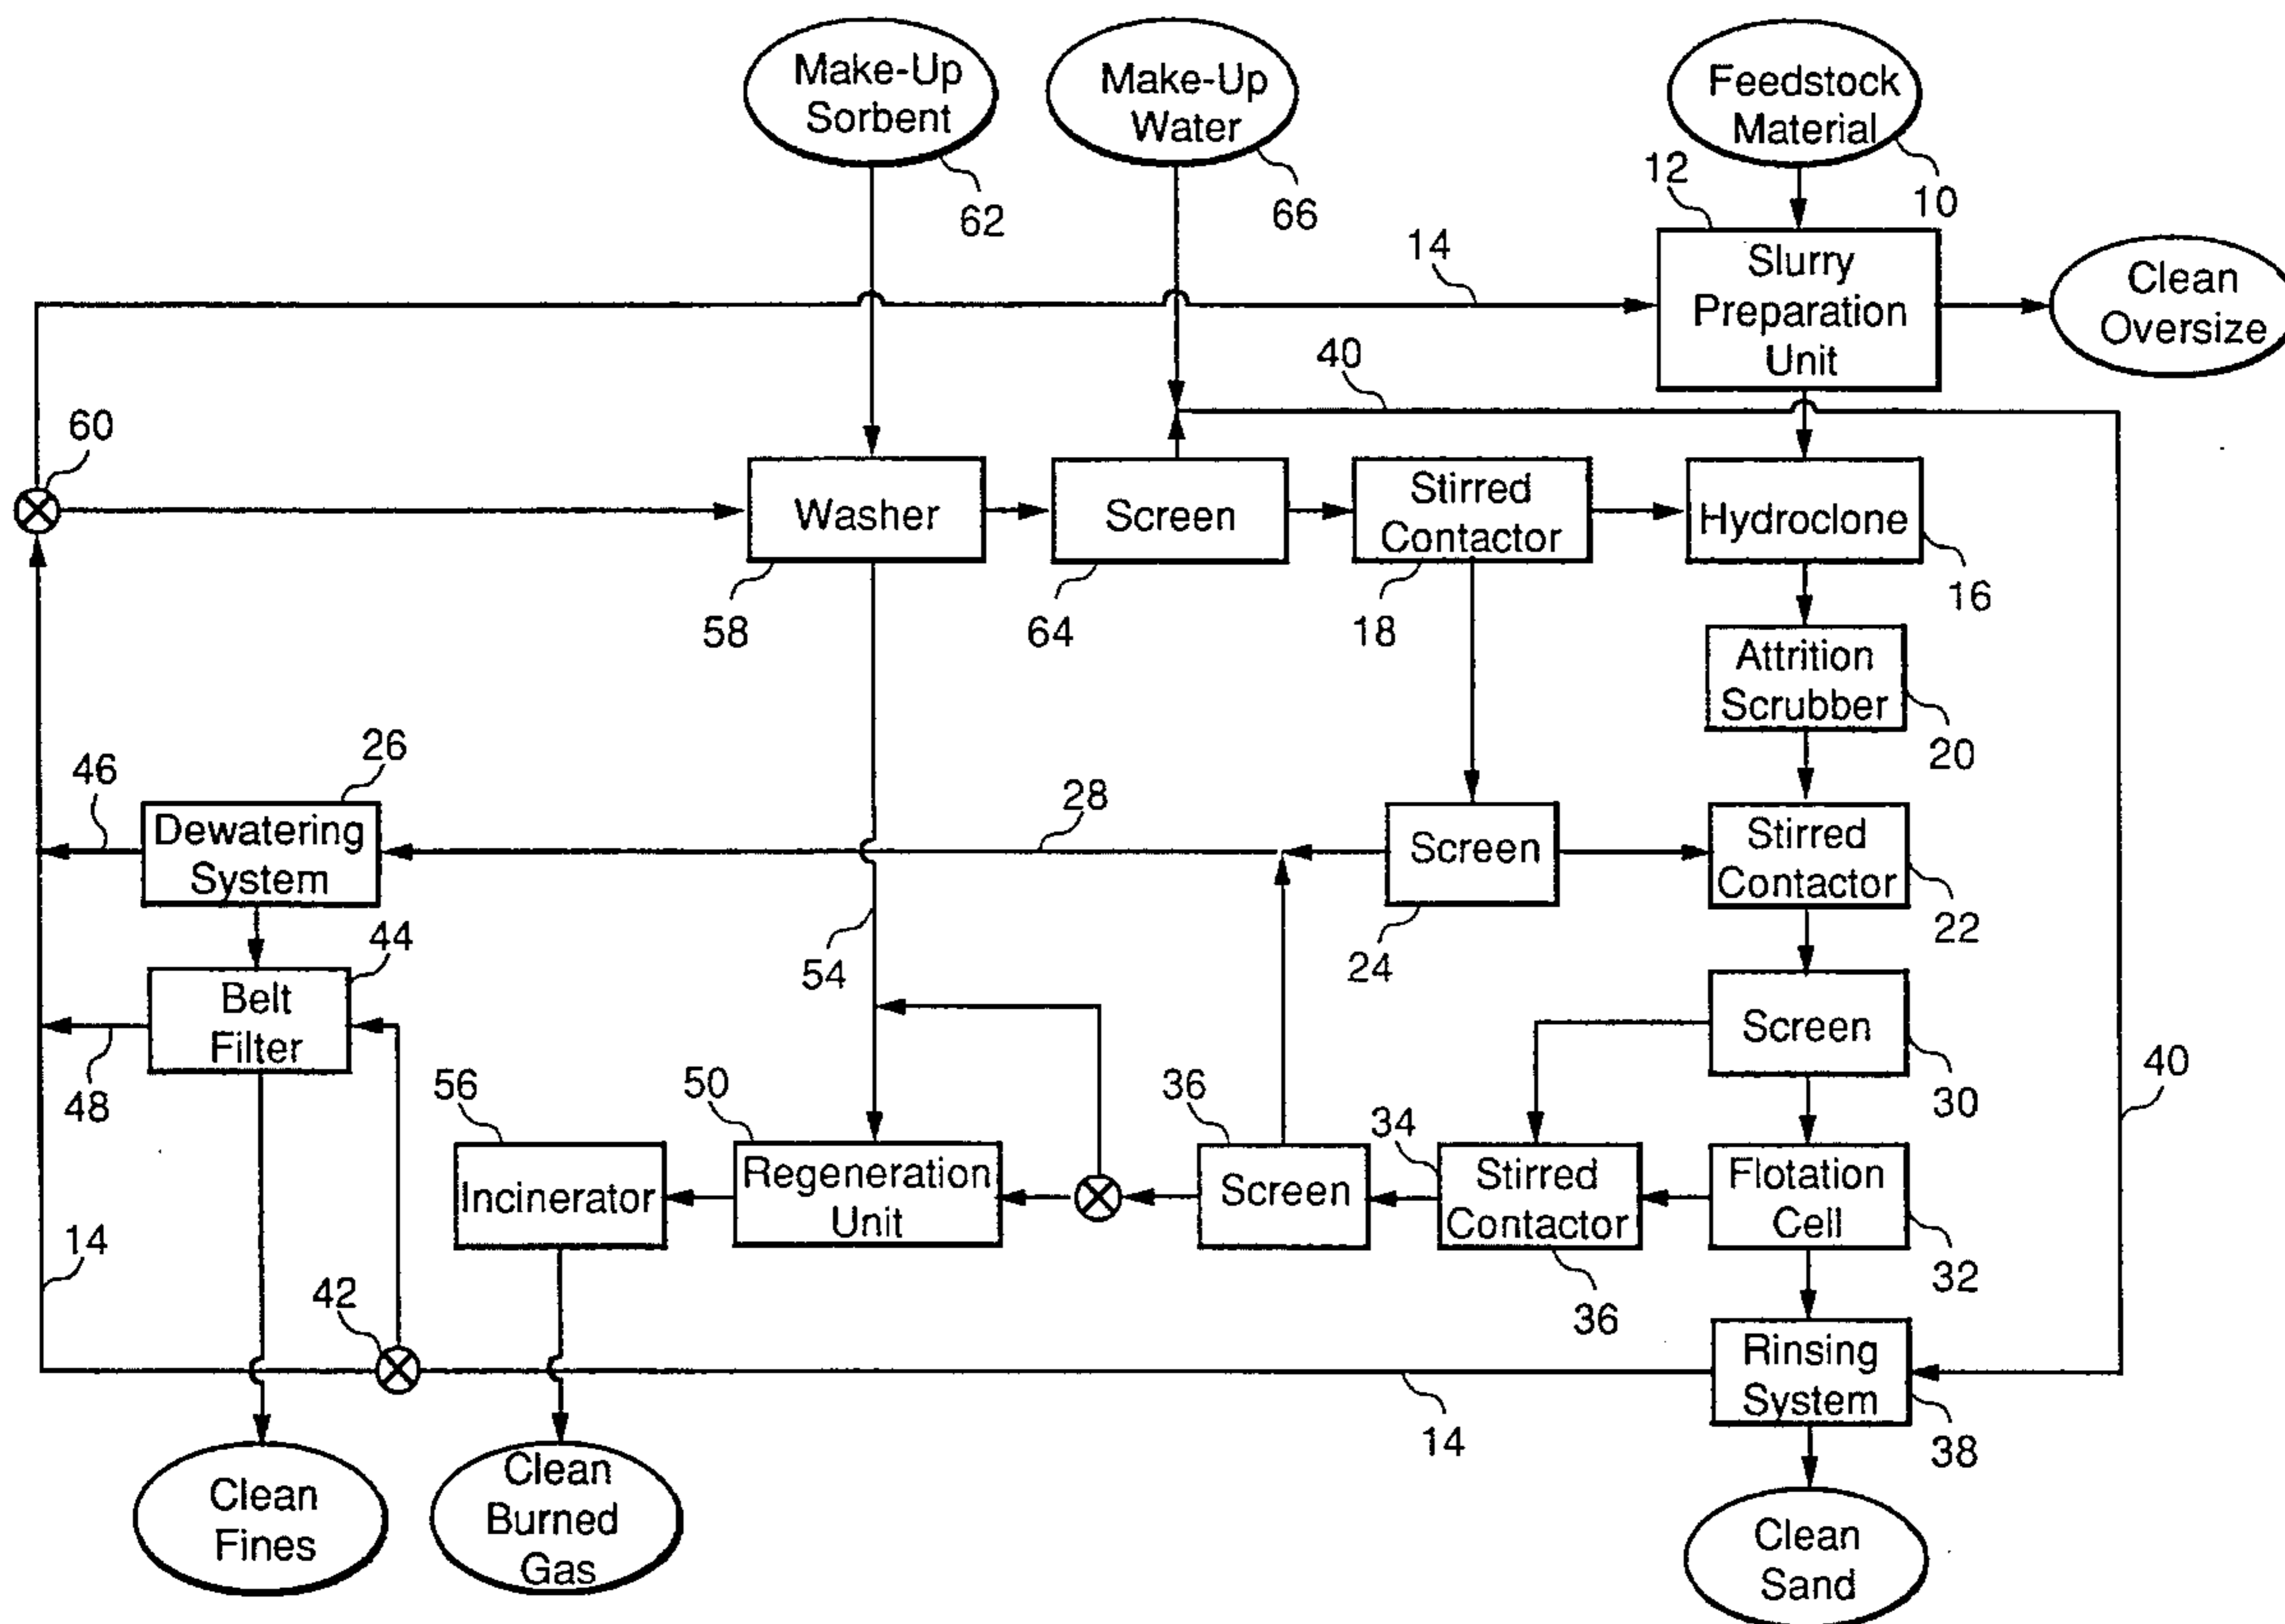 Make-Up
Sorbent
62
Make-Up
Water
66
Feedstock
Material
10
12
Slurry
Preparation
Unit
Clean
Oversize
14
40
60
Washer
58
Screen
64
Stirred
Contactor
18
Hydroclone
16
Attrition
Scrubber
20
46
26
Dewatering
System
28
Screen
24
Stirred
Contactor
22
44
Belt
Filter
48
54
Screen
30
40
56
Incinerator
50
Regeneration
Unit
36
Screen
34
Stirred
Contactor
36
Flotation
Cell
32
14
42
14
Rinsing
System
38
Clean
Fines
Clean
Burned
Gas
Clean
Sand